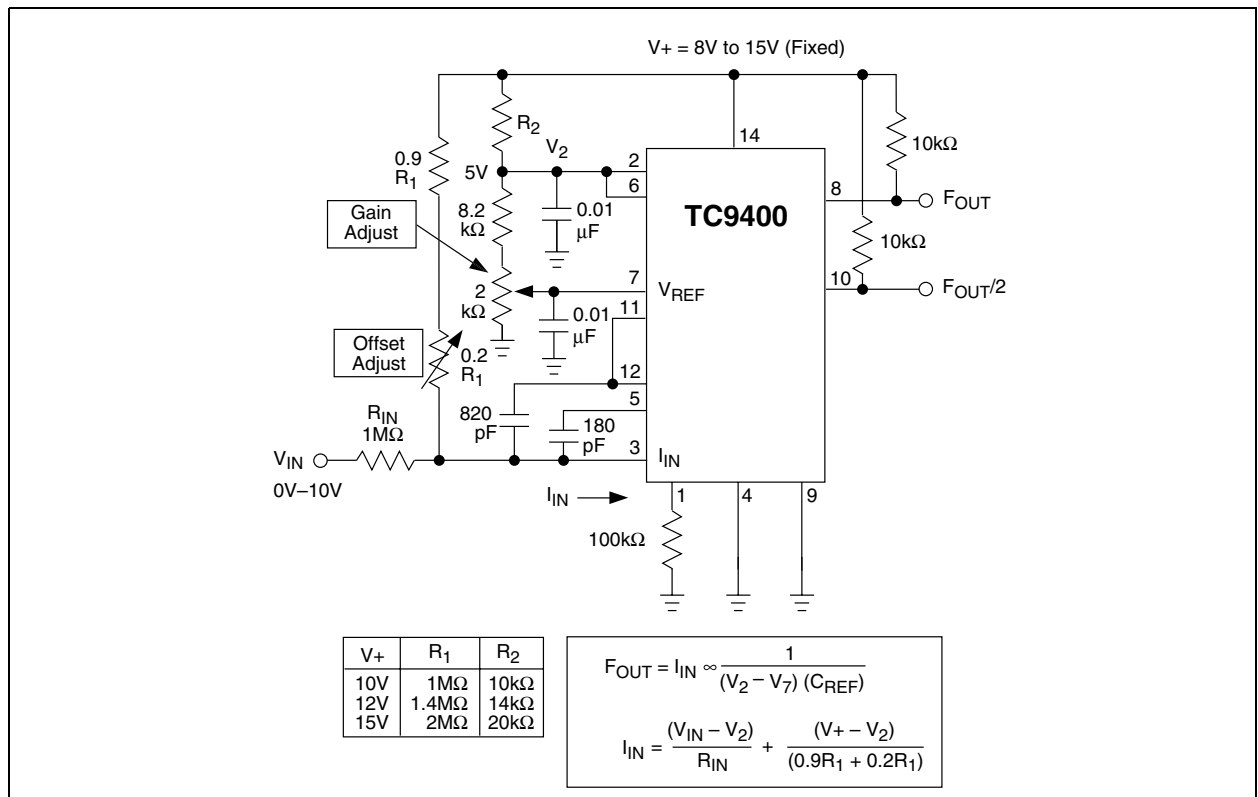 V+ = 8V to 15V (Fixed)
R2
14
10kΩ
0.9
R1
V2
5V
2
6
8
FOUT
TC9400
Gain
Adjust
8.2
kΩ
0.01
µF
10kΩ
2
kΩ
7
VREF
10
FOUT/2
11
0.01
µF
Offset
Adjust
0.2
R1
12
5
820
pF
180
pF
RIN
1MΩ
3
IIN
VIN
0V–10V
IIN
1
4
9
100kΩ
V+ R1 R2
10V 1MΩ 10kΩ
12V 1.4MΩ 14kΩ
15V 2MΩ 20kΩ
FOUT = IIN ∞ 1
(V2 – V7) (CREF)
IIN = (VIN – V2) + (V+ – V2)
RIN (0.9R1 + 0.2R1)